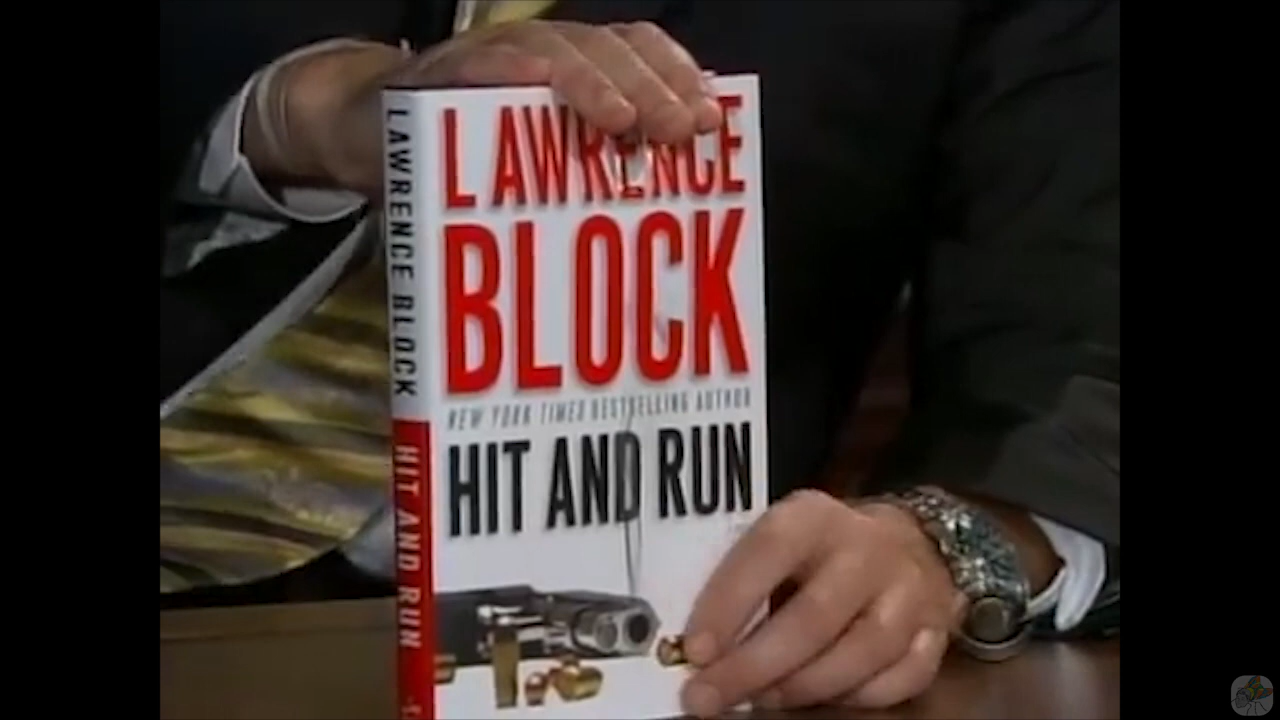 LAWRENCE
BLOCK
NEW YORK TIMES BESTSELLING AUTHOR
HIT AND RUN
LAWRENCE BLOCK
HIT AND RUN